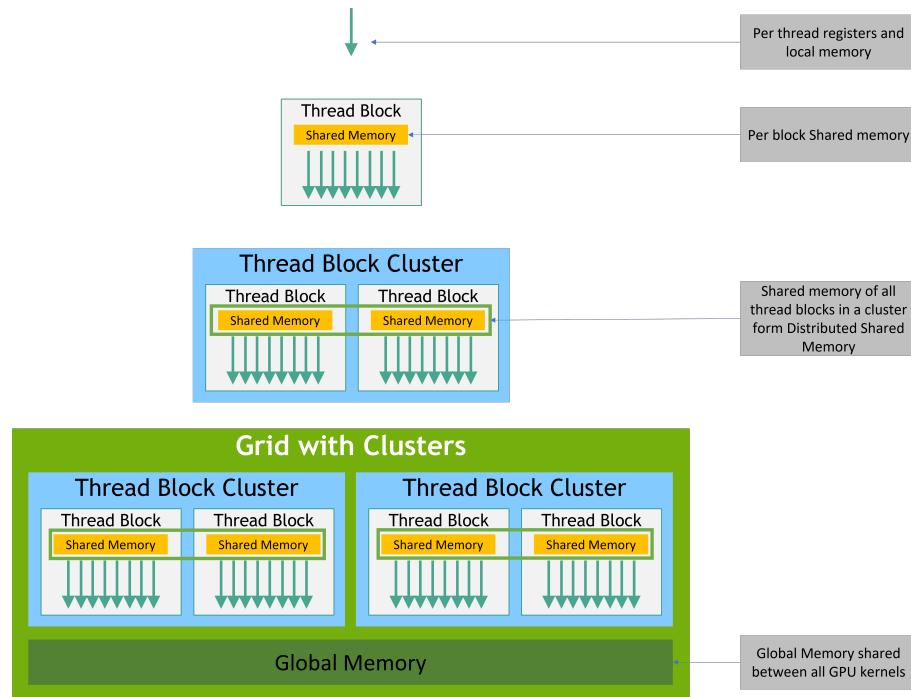 Per thread registers and
local memory
Thread Block
Shared Memory
Per block Shared memory
Thread Block Cluster
Thread Block
Thread Block
Shared Memory
Shared Memory
Shared memory of all
thread blocks in a cluster
form Distributed Shared
Memory
Grid with Clusters
Thread Block Cluster
Thread Block Cluster
Thread Block
Thread Block
Thread Block
Thread Block
Shared Memory
Shared Memory
Shared Memory
Shared Memory
Global Memory
Global Memory shared
between all GPU kernels